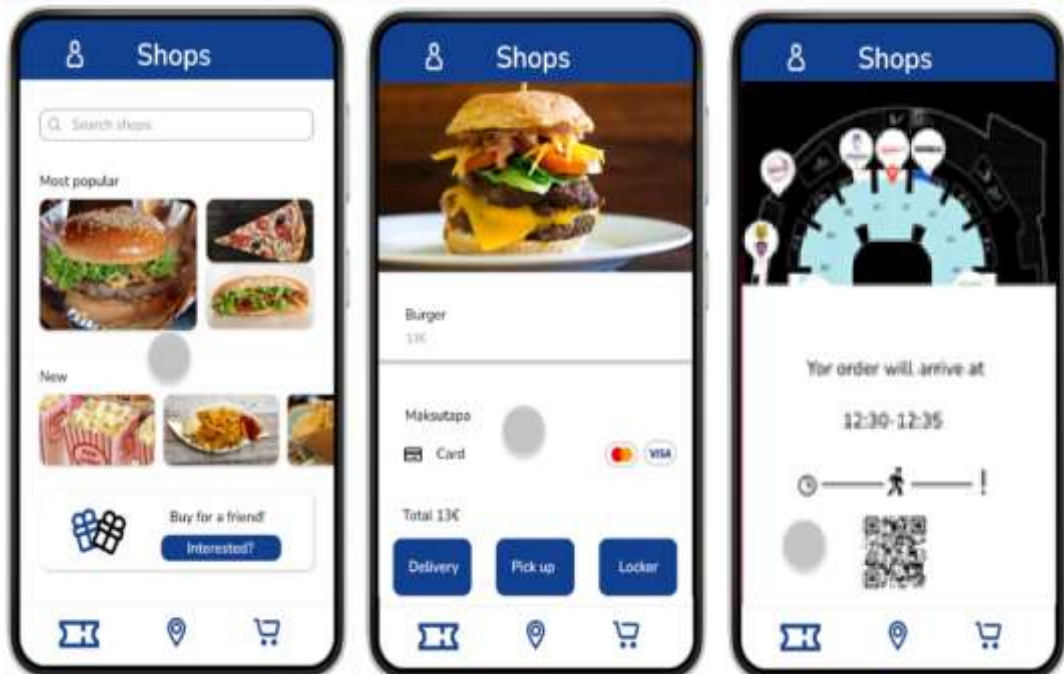 Shops
Search shops
Most popular
New
Buy for a friend!
Interested?
Shops
Burger
13€
Maksutapa
Card
VISA
Total 13€
Delivery
Pick up
Locker
Shops
Yor order will arrive at
12:30-12:35